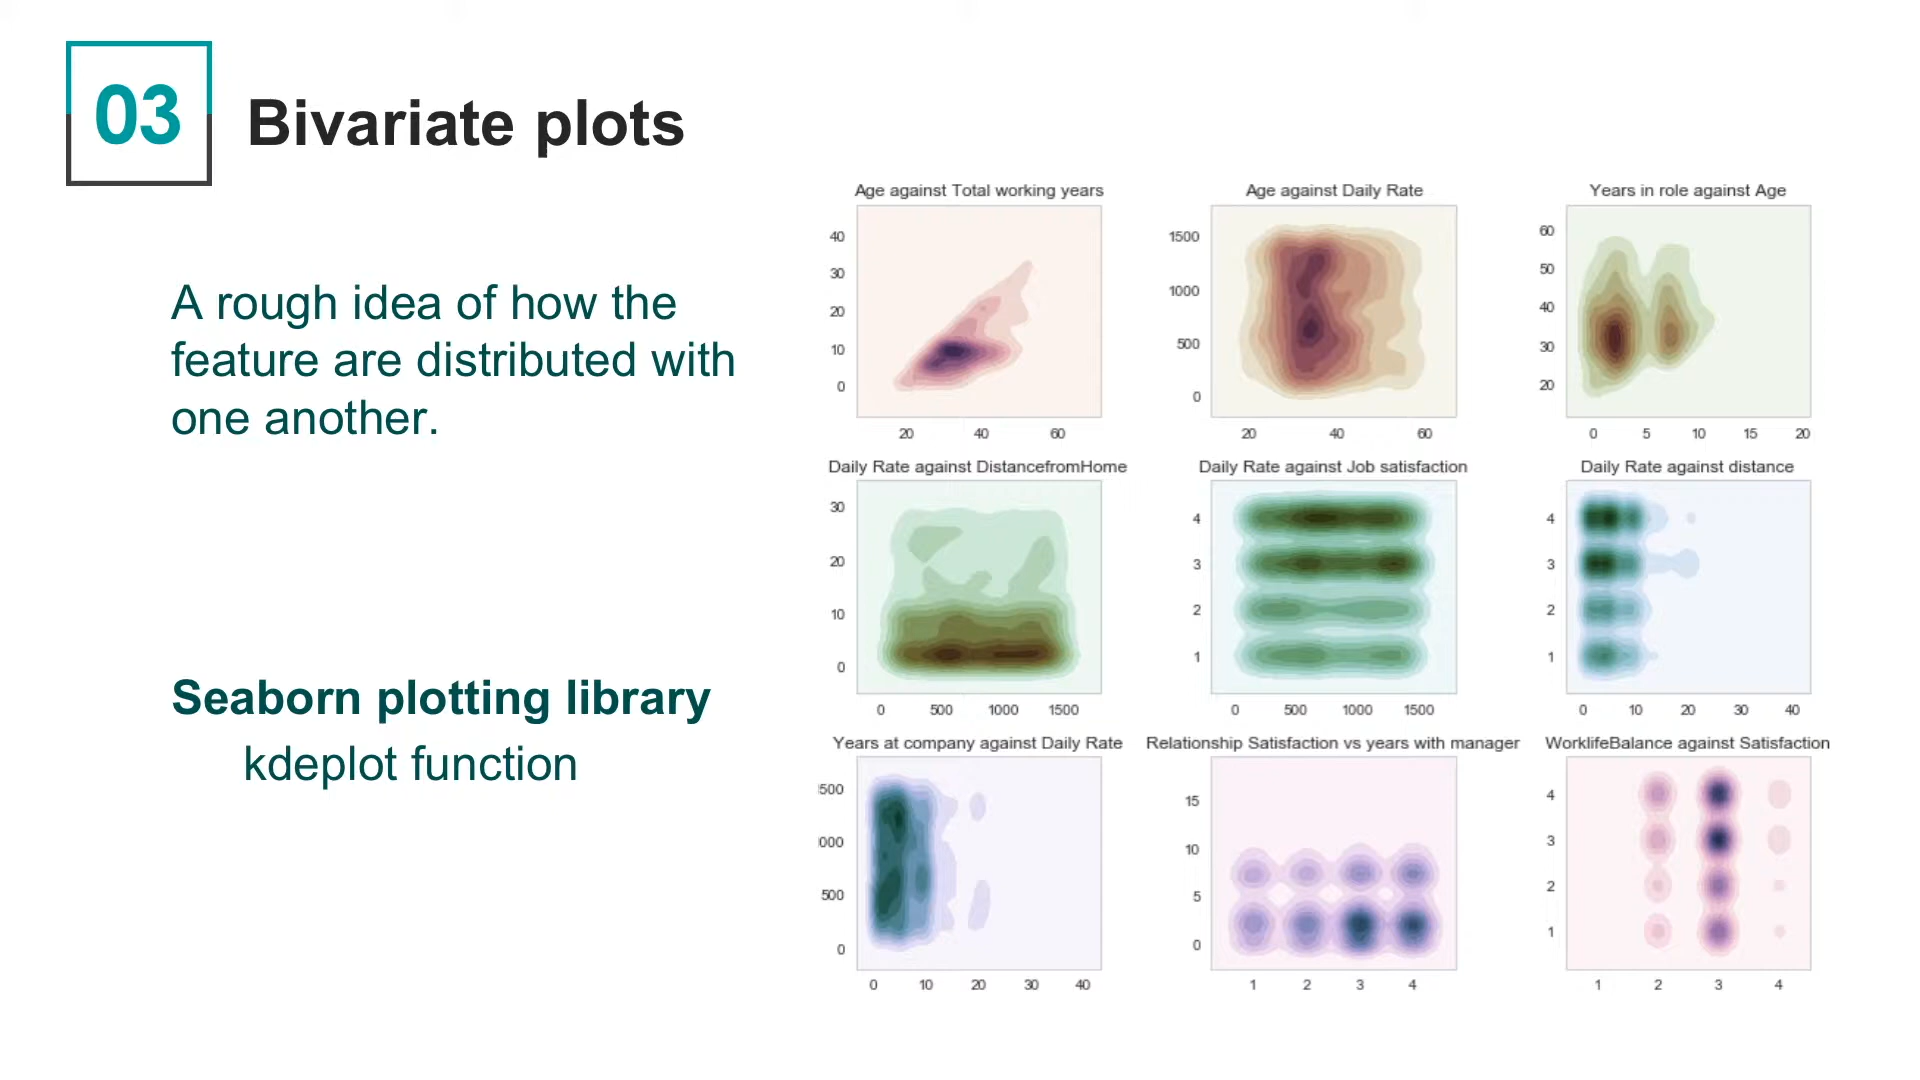 03
Bivariate plots
A rough idea of how the
feature are distributed with
one another.
Seaborn plotting library
kdeplot function
Age against Total working years
40
30
20
10
0
20 40 60
Age against Daily Rate
1500
1000
500
0
20 40 60
Years in role against Age
60
50
40
30
20
0 5 10 15 20
Daily Rate against DistancefromHome
30
20
10
0
0 500 1000 1500
Daily Rate against Job satisfaction
4
3
2
1
0 500 1000 1500
Daily Rate against distance
4
3
2
1
0 10 20 30 40
Years at company against Daily Rate
500
000
500
0
0 10 20 30 40
Relationship Satisfaction vs years with manager
15
10
5
0
1 2 3 4
WorklifeBalance against Satisfaction
4
3
2
1
1 2 3 4